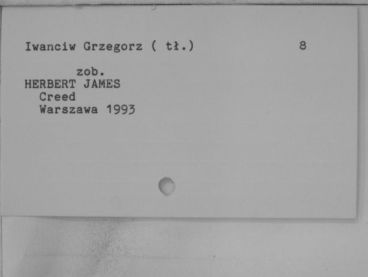 Iwanciw Grzegorz ( tł.) 8
zob.
HERBERT JAMES
Creed
Warszawa 1993